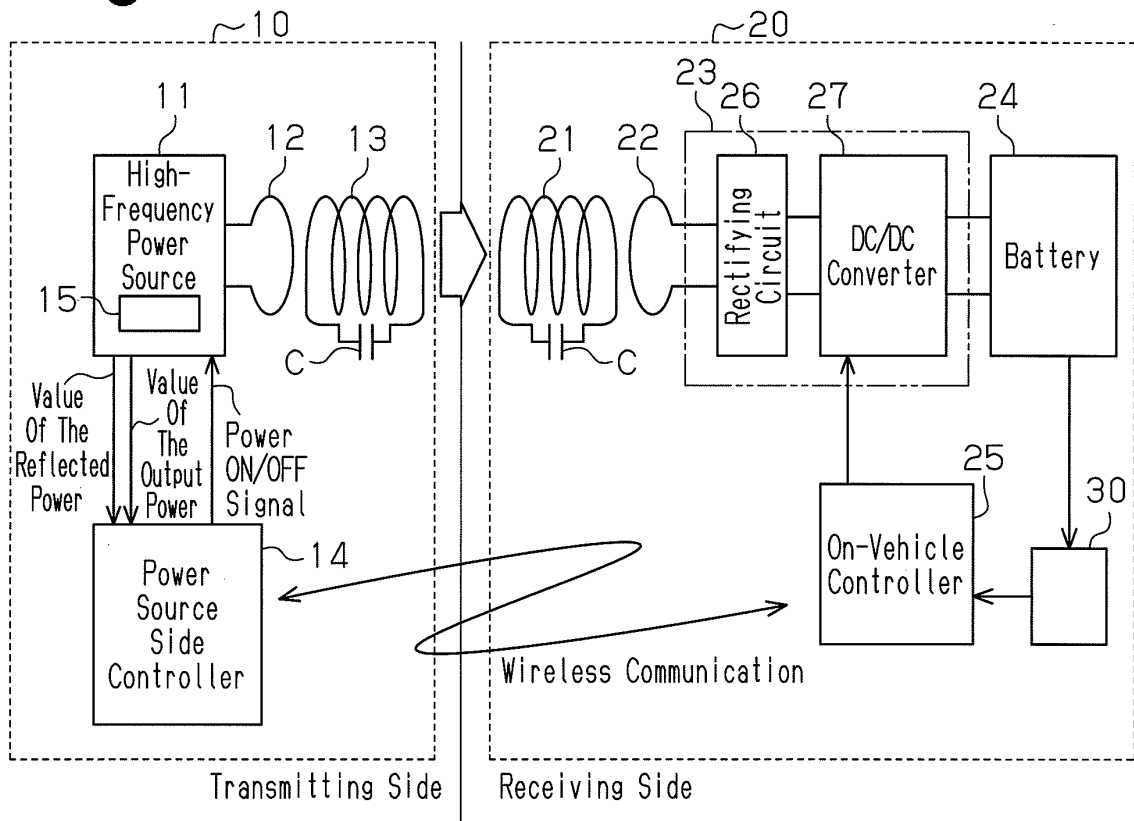 10
20
11
12
13
21
22
23
26
27
24
High-
Frequency
Power
Source
15
Rectifying
Circuit
DC/DC
Converter
Battery
C
C
Value
Of The
Reflected
Power
Value
Of
The
Output
Power
Power
ON/OFF
Signal
25
30
14
Power
Source
Side
Controller
On-Vehicle
Controller
Wireless Communication
Transmitting Side
Receiving Side